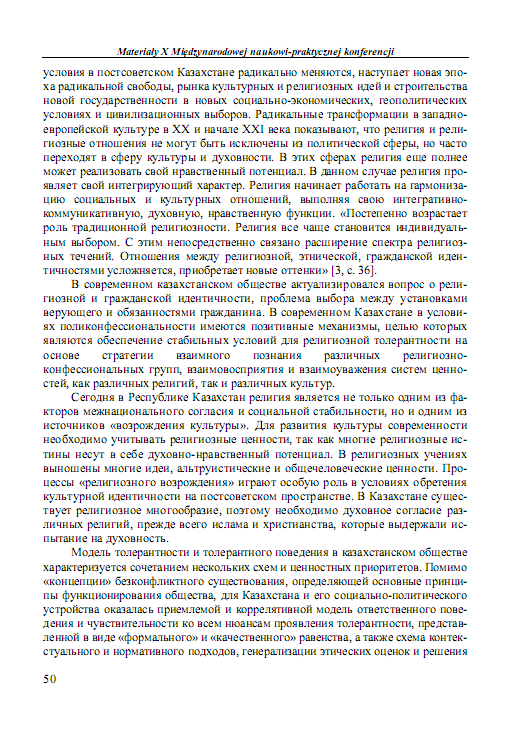 Materiały X Międzynarodowej naukowi-praktycznej konferencji
условия в постсоветском Казахстане радикально меняются, наступает новая эпо-
ха радикальной свободы, рынка культурных и религиозных идей и строительства
новой государственности в новых социально-экономических, геополитических
условиях и цивилизационных выборов. Радикальные трансформации в западно-
европейской культуре в XX и начале XXI века показывают, что религия и рели-
гиозные отношения не могут быть исключены из политической сферы, но часто
переходят в сферу культуры и духовности. В этих сферах религия еще полнее
может реализовать свой нравственный потенциал. В данном случае религия про-
являет свой интегрирующий характер. Религия начинает работать на гармониза-
цию социальных и культурных отношений, выполняя свою интегративно-
коммуникативную, духовную, нравственную функции. «Постепенно возрастает
роль традиционной религиозности. Религия все чаще становится индивидуаль-
ным выбором. С этим непосредственно связано расширение спектра религиоз-
ных течений. Отношения между религиозной, этнической, гражданской иден-
тичностями усложняется, приобретает новые оттенки» [3, с. 36].
В современном казахстанском обществе актуализировался вопрос о рели-
гиозной и гражданской идентичности, проблема выбора между установками
верующего и обязанностями гражданина. В современном Казахстане в услови-
ях поликонфессиональности имеются позитивные механизмы, целью которых
являются обеспечение стабильных условий для религиозной толерантности на
основе стратегии взаимного познания различных религиозно-
конфессиональных групп, взаимовосприятия и взаимоуважения систем ценно-
стей, как различных религий, так и различных культур.
Сегодня в Республике Казахстан религия является не только одним из фа-
кторов межнационального согласия и социальной стабильности, но и одним из
источников «возрождения культуры». Для развития культуры современности
необходимо учитывать религиозные ценности, так как многие религиозные ис-
тины несут в себе духовно-нравственный потенциал. В религиозных учениях
выношены многие идеи, альтруистические и общечеловеческие ценности. Про-
цессы «религиозного возрождения» играют особую роль в условиях обретения
культурной идентичности на постсоветском пространстве. В Казахстане сущес-
твует религиозное многообразие, поэтому необходимо духовное согласие раз-
личных религий, прежде всего ислама и христианства, которые выдержали ис-
пытание на духовность.
Модель толерантности и толерантного поведения в казахстанском обществе
характеризуется сочетанием нескольких схем и ценностных приоритетов. Помимо
«концепции» безконфликтного существования, определяющей основные принци-
пы функционирования общества, для Казахстана и его социально-политического
устройства оказалась приемлемой и коррелятивной модель ответственного пове-
дения и чувствительности ко всем нюансам проявления толерантности, представ-
ленной в виде «формального» и «качественного» равенства, а также схема контек-
стуального и нормативного подходов, генерализации этических оценок и решения
50